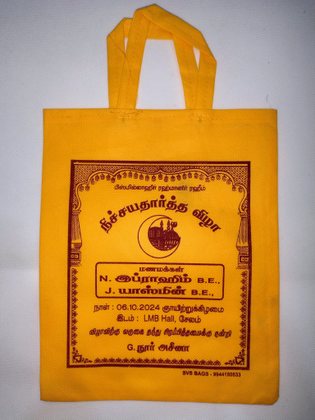 பிஸ்மில்லாஹிர் ரஹ்மானிர் ரஹீம்
நிச்சயதார்த்த விழா
மணமக்கள்
N. இப்ராஹிம் B.E.,
J. யாஸ்மின் B.E.,
நாள் : 06.10.2024 ஞாயிற்றுக்கிழமை
இடம் : LMB Hall, சேலம்
விழாவிற்கு வருகை தந்து சிறப்பித்தமைக்கு நன்றி
G. நூர் அசினா
SVS BAGS - 9944199533